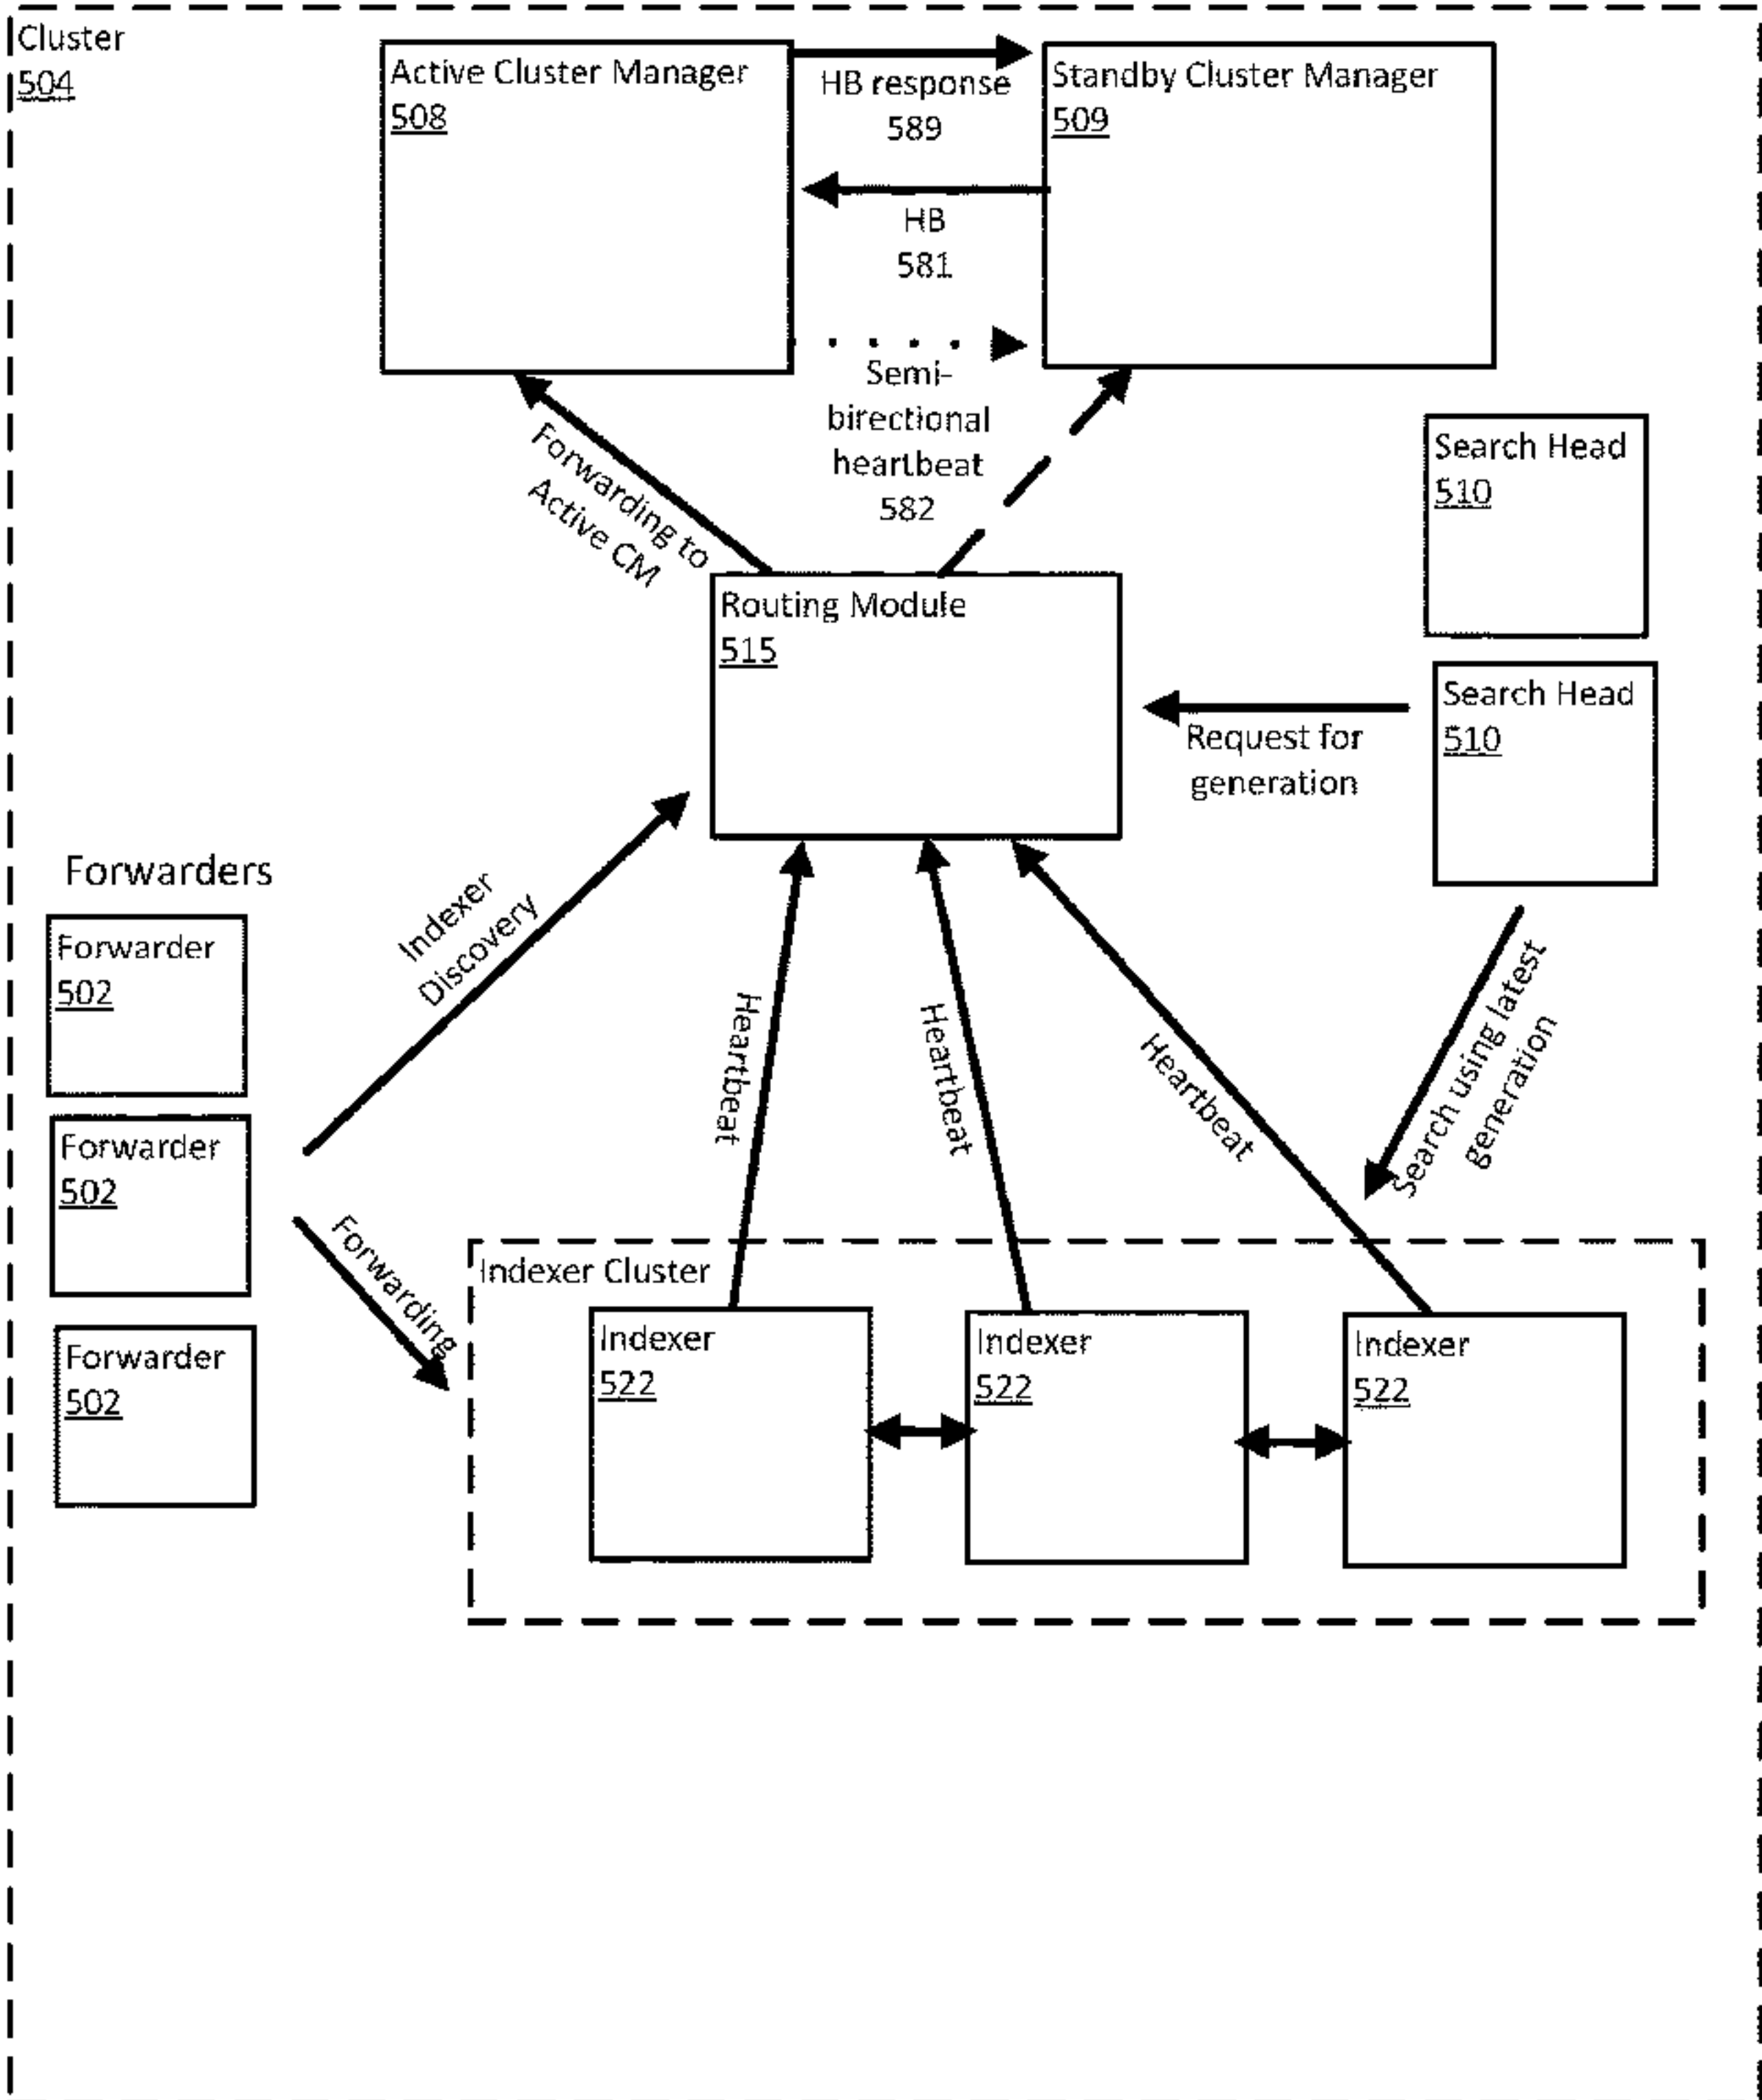 Cluster
504
Active Cluster Manager
508
HB response
589
Standby Cluster Manager
509
HB
581
Semi-
birectional
heartbeat
582
Forwarding to
Active CM
Search Head
510
Routing Module
515
Search Head
510
Request for
generation
Forwarders
Indexer
Discovery
Forwarder
502
Forwarder
502
Forwarder
502
Forwarding
Heartbeat
Heartbeat
Heartbeat
Search using latest
generation
Indexer Cluster
Indexer
522
Indexer
522
Indexer
522